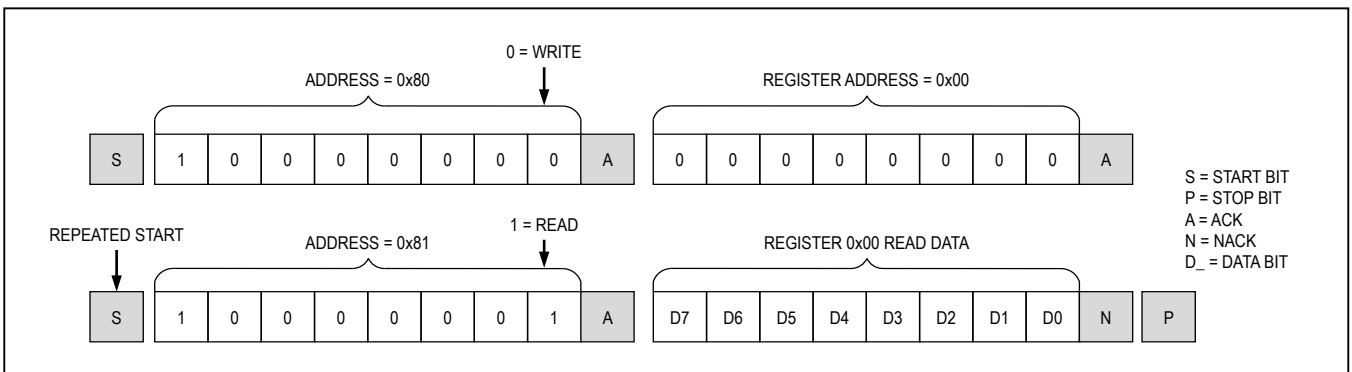 0 = WRITE
ADDRESS = 0x80 REGISTER ADDRESS = 0x00
S 1 0 0 0 0 0 0 0 A 0 0 0 0 0 0 0 0 A
S = START BIT
P = STOP BIT
A = ACK
N = NACK
D_ = DATA BIT
REPEATED START
1 = READ
ADDRESS = 0x81 REGISTER 0x00 READ DATA
S 1 0 0 0 0 0 0 1 A D7 D6 D5 D4 D3 D2 D1 D0 N P